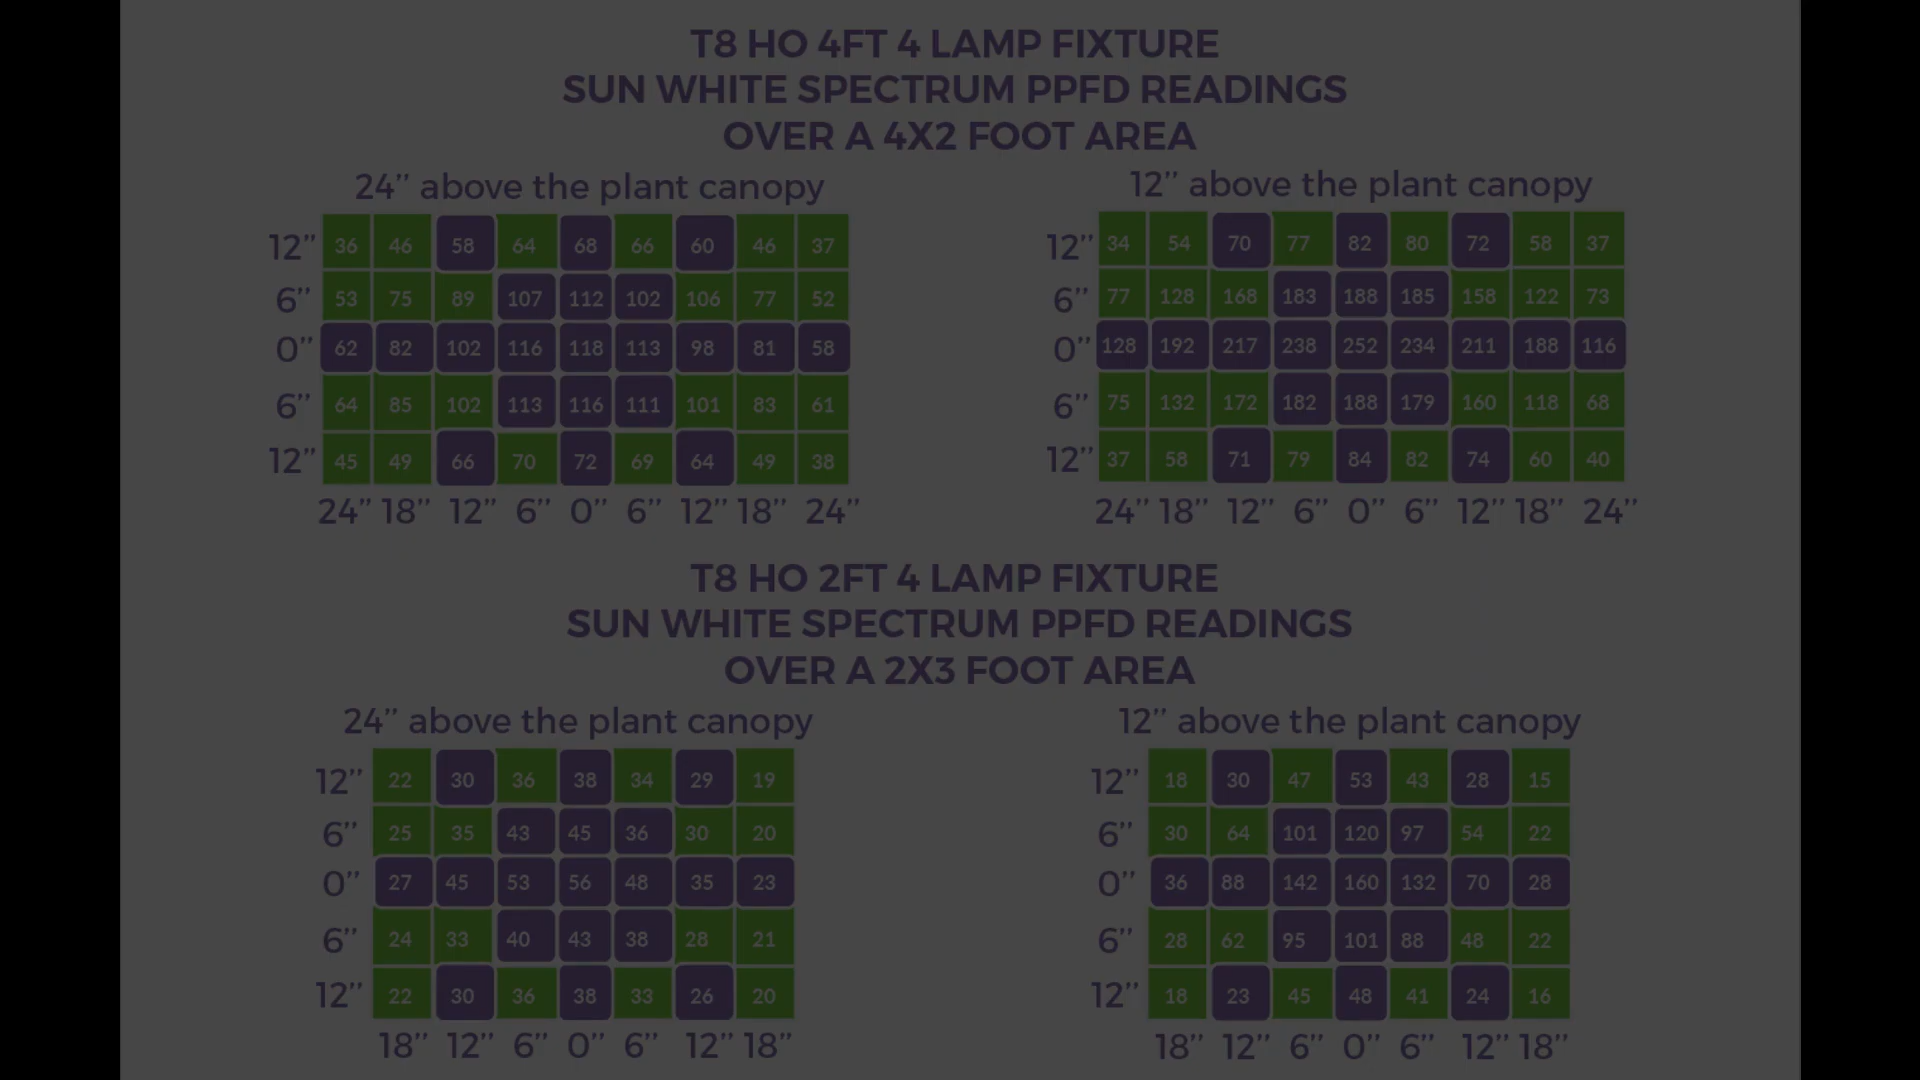 T8 HO 4FT 4 LAMP FIXTURE
SUN WHITE SPECTRUM PPFD READINGS
OVER A 4X2 FOOT AREA
24’’ above the plant canopy
12’’ 36 46 58 64 68 66 60 46 37
6’’ 53 75 89 107 112 102 106 77 52
0’’ 62 82 102 116 118 113 98 81 58
6’’ 64 85 102 113 116 111 101 83 61
12’’ 45 49 66 70 72 69 64 49 38
24’’ 18’’ 12’’ 6’’ 0’’ 6’’ 12’’ 18’’ 24’’
12’’ above the plant canopy
12’’ 34 54 70 77 82 80 72 58 37
6’’ 77 128 168 183 188 185 158 122 73
0’’ 128 192 217 238 252 234 211 188 116
6’’ 75 132 172 182 188 179 160 118 68
12’’ 37 58 71 79 84 82 74 60 40
24’’ 18’’ 12’’ 6’’ 0’’ 6’’ 12’’ 18’’ 24’’
T8 HO 2FT 4 LAMP FIXTURE
SUN WHITE SPECTRUM PPFD READINGS
OVER A 2X3 FOOT AREA
24’’ above the plant canopy
12’’ 22 30 36 38 34 29 19
6’’ 25 35 43 45 36 30 20
0’’ 27 45 53 56 48 35 23
6’’ 24 33 40 43 38 28 21
12’’ 22 30 36 38 33 26 20
18’’ 12’’ 6’’ 0’’ 6’’ 12’’ 18’’
12’’ above the plant canopy
12’’ 18 30 47 53 43 28 15
6’’ 30 64 101 120 97 54 22
0’’ 36 88 142 160 132 70 28
6’’ 28 62 95 101 88 48 22
12’’ 18 23 45 48 41 24 16
18’’ 12’’ 6’’ 0’’ 6’’ 12’’ 18’’